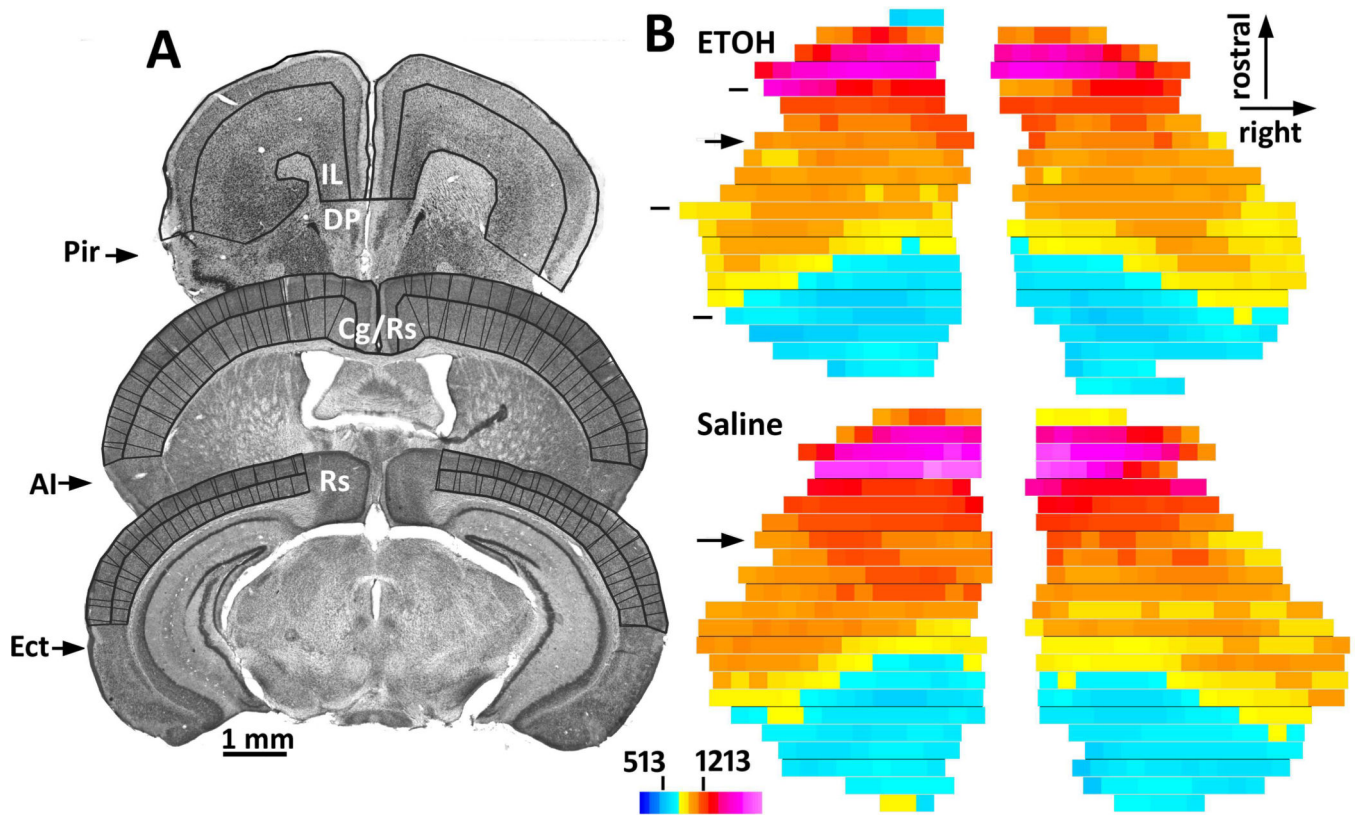 A
IL
DP
Pir
Cg/Rs
AI
Rs
Ect
1 mm
B
ETOH
rostral
right
Saline
513 1213